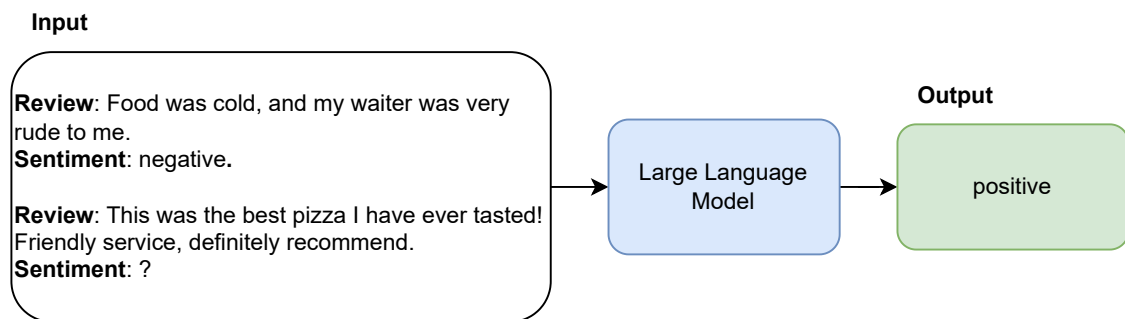 Input
Review: Food was cold, and my waiter was very
rude to me.
Sentiment: negative.
Review: This was the best pizza I have ever tasted!
Friendly service, definitely recommend.
Sentiment: ?
Large Language
Model
Output
positive